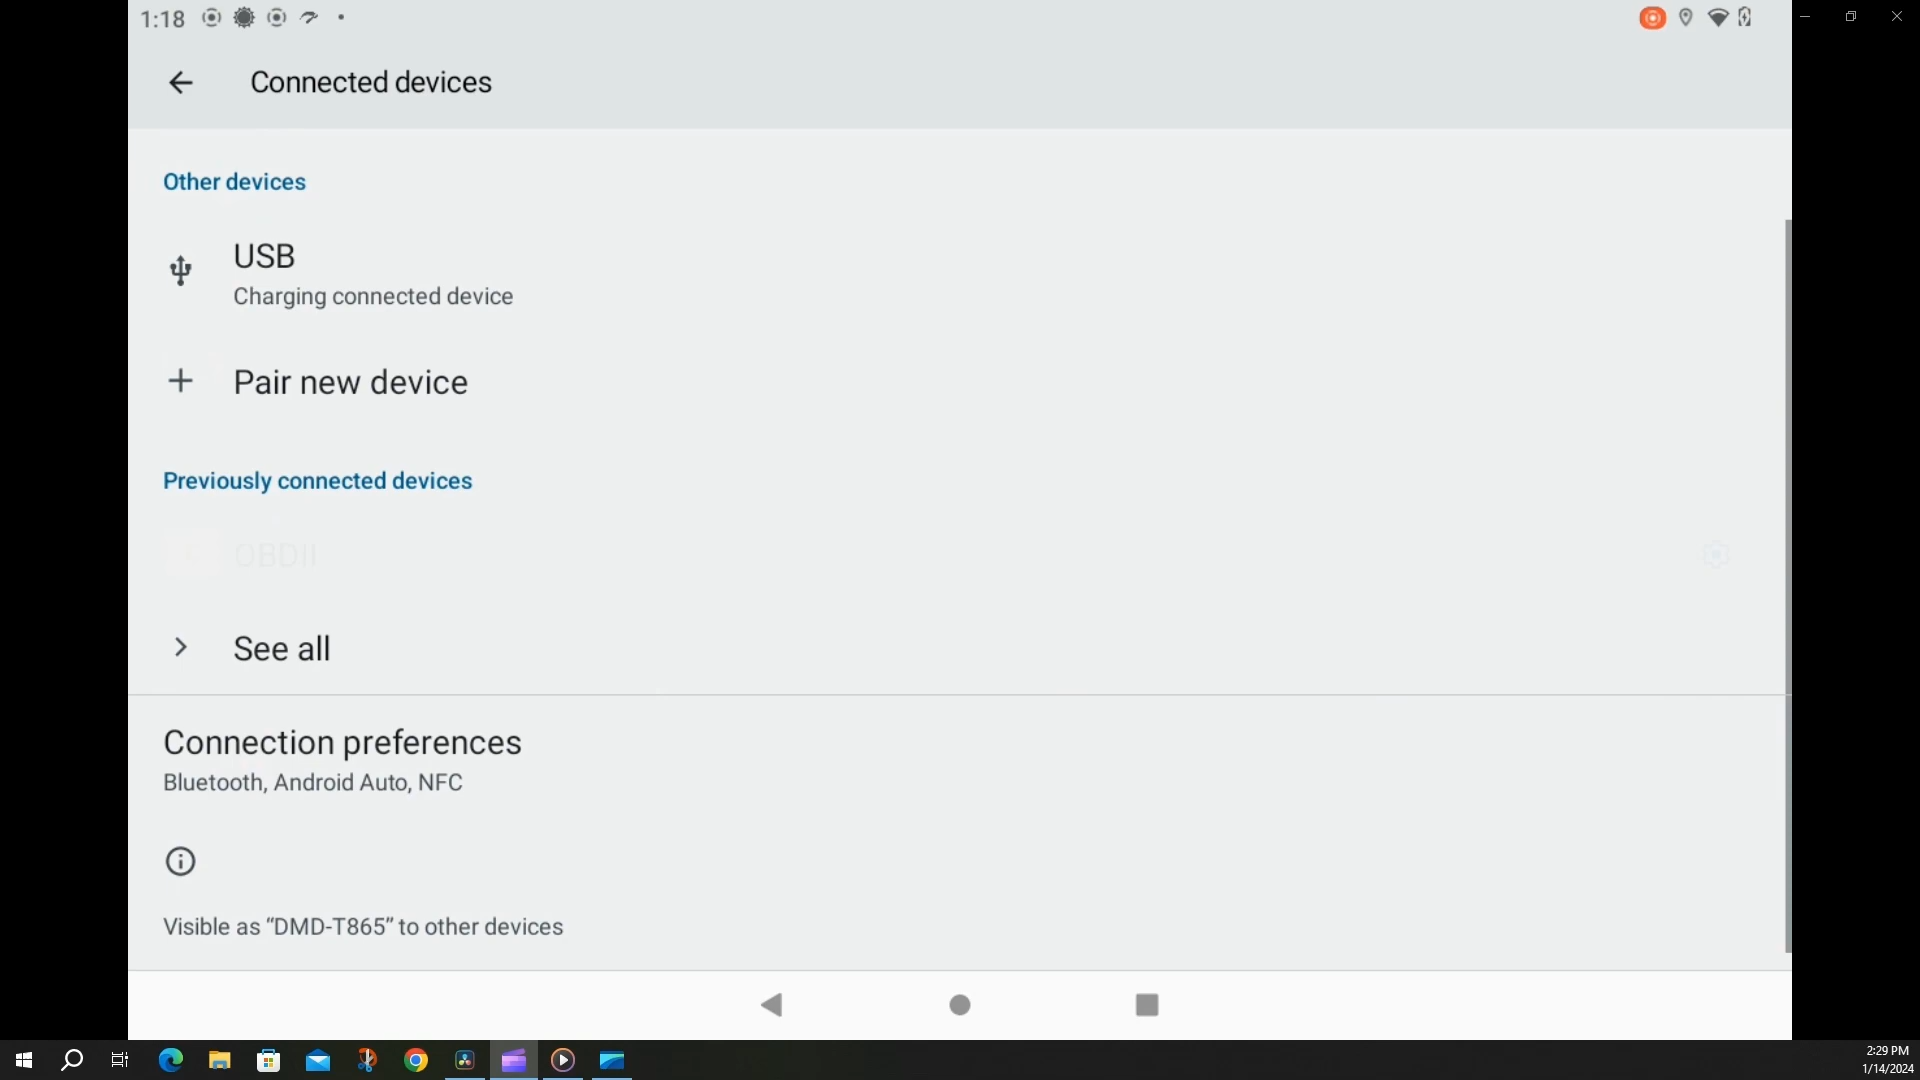 1:18
Connected devices
Other devices
USB
Charging connected device
Pair new device
Previously connected devices
OBDII
See all
Connection preferences
Bluetooth, Android Auto, NFC
Visible as “DMD-T865” to other devices
2:29 PM
1/14/2024